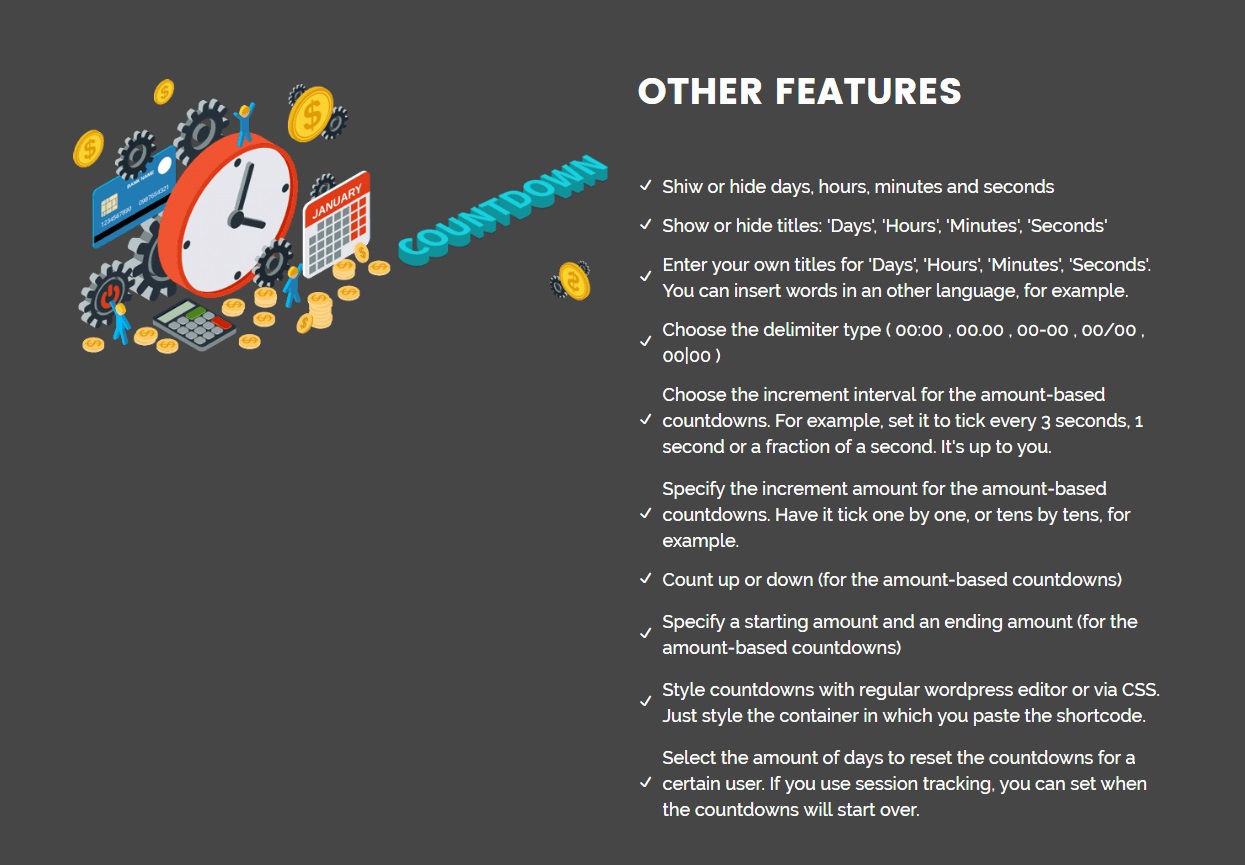 OTHER FEATURES
BANK NAME
1234567890 0987654321
JANUARY
COUNTDOWN
Shiw or hide days, hours, minutes and seconds
Show or hide titles: 'Days', 'Hours', 'Minutes', 'Seconds'
Enter your own titles for 'Days', 'Hours', 'Minutes', 'Seconds'.
You can insert words in an other language, for example.
Choose the delimiter type ( 00:00 , 00.00 , 00-00 , 00/00 ,
00|00 )
Choose the increment interval for the amount-based
countdowns. For example, set it to tick every 3 seconds, 1
second or a fraction of a second. It's up to you.
Specify the increment amount for the amount-based
countdowns. Have it tick one by one, or tens by tens, for
example.
Count up or down (for the amount-based countdowns)
Specify a starting amount and an ending amount (for the
amount-based countdowns)
Style countdowns with regular wordpress editor or via CSS.
Just style the container in which you paste the shortcode.
Select the amount of days to reset the countdowns for a
certain user. If you use session tracking, you can set when
the countdowns will start over.